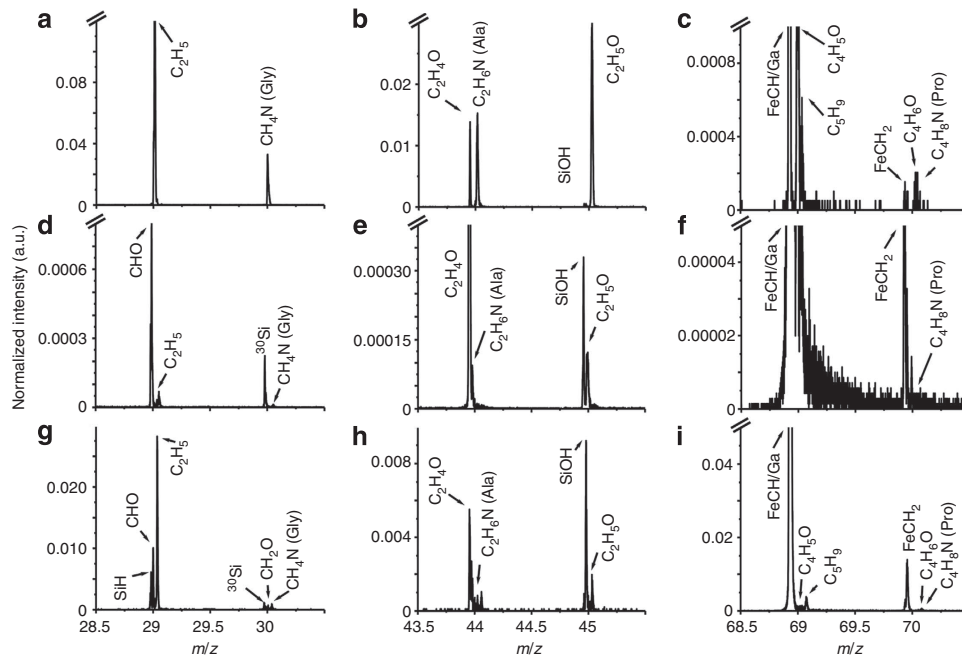 a
C₂H₅
CH₄N (Gly)
0.08
0.04
0
b
C₂H₄O
C₂H₆N (Ala)
SiOH
C₂H₅O
0.02
0.01
0
c
FeCH/Ga
C₄H₅O
C₅H₉
FeCH₂
C₄H₆O
C₄H₈N (Pro)
0.0008
0.0004
0
Normalized intensity (a.u.)
d
CHO
C₂H₅
³⁰Si
CH₄N (Gly)
0.0006
0.0003
0
e
C₂H₄O
C₂H₆N (Ala)
SiOH
C₂H₅O
0.00030
0.00015
0
f
FeCH/Ga
FeCH₂
C₄H₈N (Pro)
0.00004
0.00002
0
g
SiH
CHO
C₂H₅
³⁰Si
CH₂O
CH₄N (Gly)
0.020
0.010
0
28.5 29 29.5 30
m/z
h
C₂H₄O
C₂H₆N (Ala)
SiOH
C₂H₅O
0.008
0.004
0
43.5 44 44.5 45
m/z
i
FeCH/Ga
C₄H₅O
C₅H₉
FeCH₂
C₄H₆O
C₄H₈N (Pro)
0.04
0.02
0
68.5 69 69.5 70
m/z